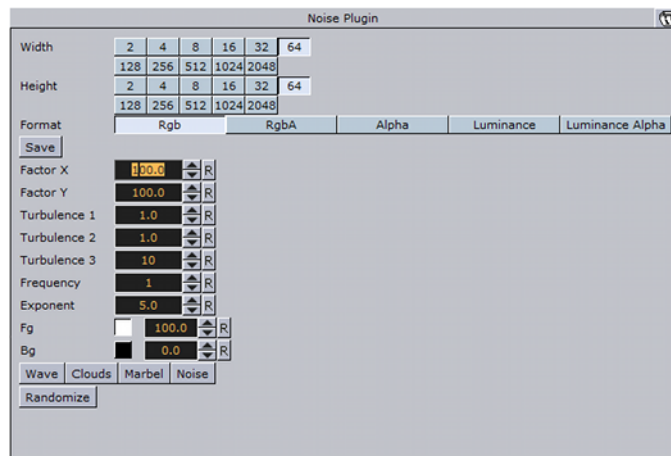 Noise Plugin
Width 2 4 8 16 32 64
128 256 512 1024 2048
Height 2 4 8 16 32 64
128 256 512 1024 2048
Format Rgb RgbA Alpha Luminance Luminance Alpha
Save
Factor X 100.0 R
Factor Y 100.0 R
Turbulence 1 1.0 R
Turbulence 2 1.0 R
Turbulence 3 10 R
Frequency 1 R
Exponent 5.0 R
Fg 100.0 R
Bg 0.0 R
Wave Clouds Marbel Noise
Randomize